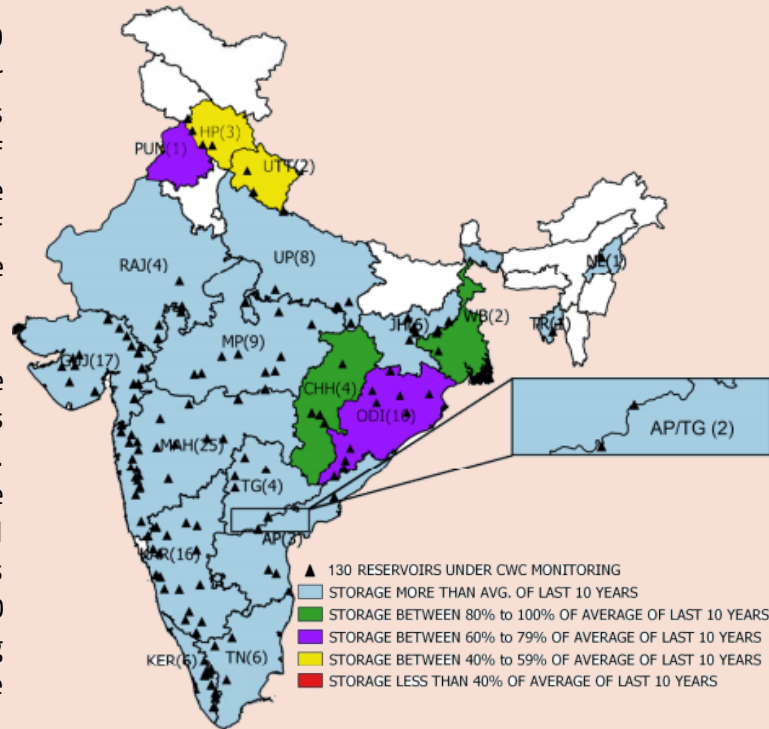 HP(3)
PUN(1)
UTT(2)
RAJ(4)
UP(8)
NL(1)
JH(6)
WB(2)
TR(1)
MP(9)
GUJ(17)
CHH(4)
ODI(10)
AP/TG (2)
MAH(25)
TG(4)
AP(3)
KAR(16)
130 RESERVOIRS UNDER CWC MONITORING
STORAGE MORE THAN AVG. OF LAST 10 YEARS
STORAGE BETWEEN 80% to 100% OF AVERAGE OF LAST 10 YEARS
STORAGE BETWEEN 60% to 79% OF AVERAGE OF LAST 10 YEARS
KER(6)
TN(6)
STORAGE BETWEEN 40% to 59% OF AVERAGE OF LAST 10 YEARS
STORAGE LESS THAN 40% OF AVERAGE OF LAST 10 YEARS